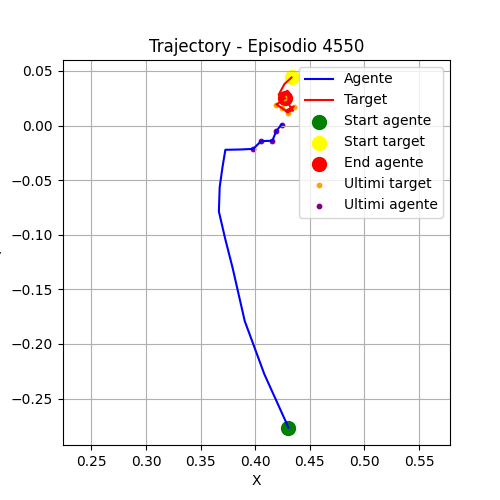 Trajectory - Episodio 4550
Agente
Target
Start agente
Start target
End agente
Ultimi target
Ultimi agente
0.05
0.00
−0.05
−0.10
−0.15
−0.20
−0.25
0.25
0.30
0.35
0.40
0.45
0.50
0.55
X